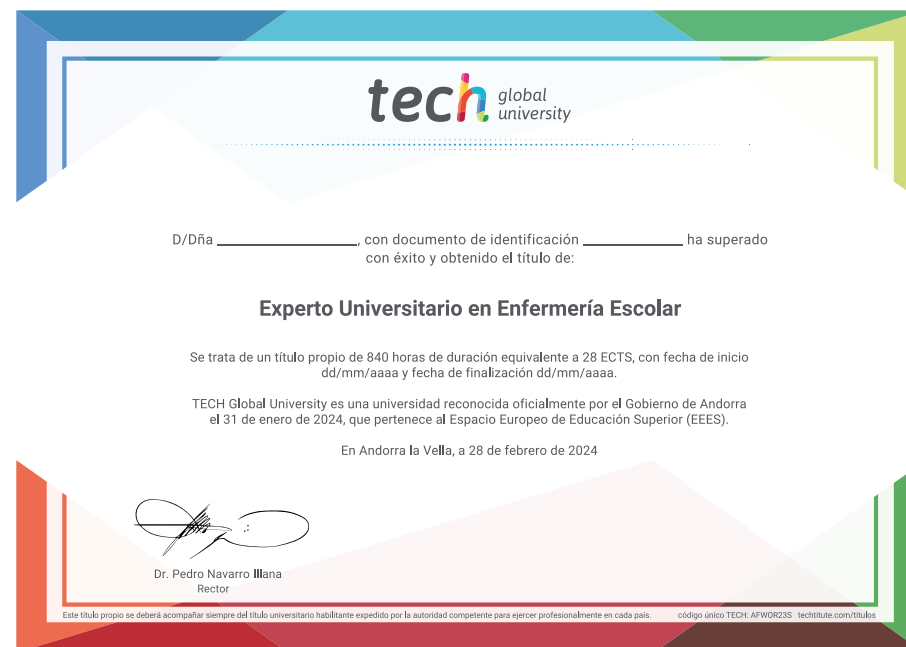 tech global university
D/Dña ____________________, con documento de identificación ______________ ha superado
con éxito y obtenido el título de:
Experto Universitario en Enfermería Escolar
Se trata de un título propio de 840 horas de duración equivalente a 28 ECTS, con fecha de inicio
dd/mm/aaaa y fecha de finalización dd/mm/aaaa.
TECH Global University es una universidad reconocida oficialmente por el Gobierno de Andorra
el 31 de enero de 2024, que pertenece al Espacio Europeo de Educación Superior (EEES).
En Andorra la Vella, a 28 de febrero de 2024
Dr. Pedro Navarro Illana
Rector
Este título propio se deberá acompañar siempre del título universitario habilitante expedido por la autoridad competente para ejercer profesionalmente en cada país. código único TECH: AFWOR23S techtitute.com/titulos